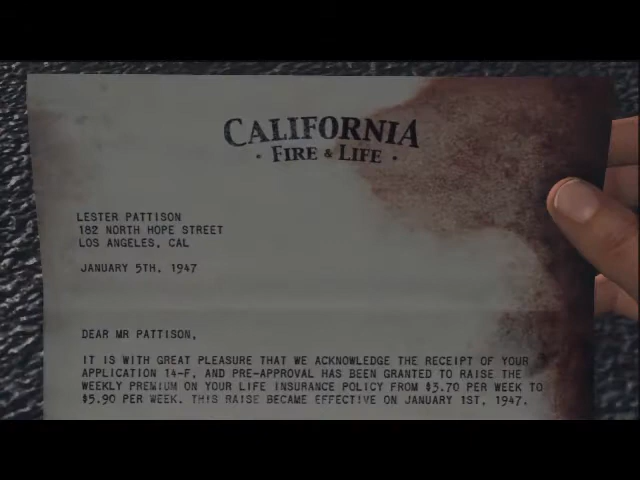 CALIFORNIA
· FIRE & LIFE ·
LESTER PATTISON
182 NORTH HOPE STREET
LOS ANGELES, CAL
JANUARY 5TH, 1947
DEAR MR PATTISON,
IT IS WITH GREAT PLEASURE THAT WE ACKNOWLEDGE THE RECEIPT OF YOUR
APPLICATION 14-F, AND PRE-APPROVAL HAS BEEN GRANTED TO RAISE THE
WEEKLY PREMIUM ON YOUR LIFE INSURANCE POLICY FROM $3.70 PER WEEK TO
$5.90 PER WEEK. THIS RAISE BECAME EFFECTIVE ON JANUARY 1ST, 1947.